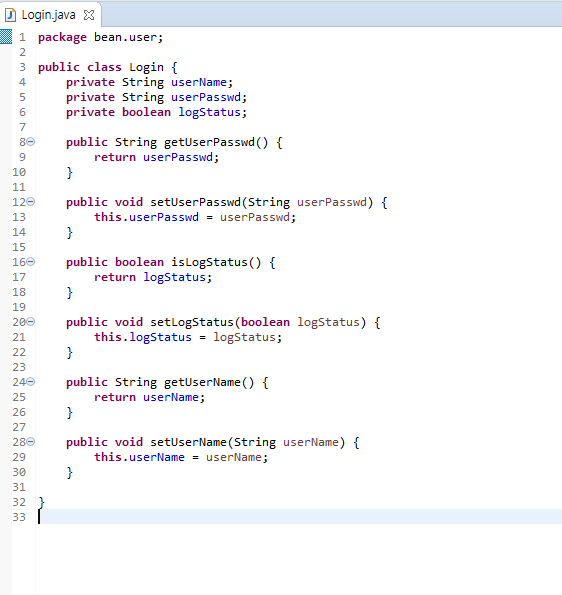 Login.java
1 package bean.user;
2
3 public class Login {
4     private String userName;
5     private String userPasswd;
6     private boolean logStatus;
7
8     public String getUserPasswd() {
9         return userPasswd;
10     }
11
12     public void setUserPasswd(String userPasswd) {
13         this.userPasswd = userPasswd;
14     }
15
16     public boolean isLogStatus() {
17         return logStatus;
18     }
19
20     public void setLogStatus(boolean logStatus) {
21         this.logStatus = logStatus;
22     }
23
24     public String getUserName() {
25         return userName;
26     }
27
28     public void setUserName(String userName) {
29         this.userName = userName;
30     }
31
32 }
33